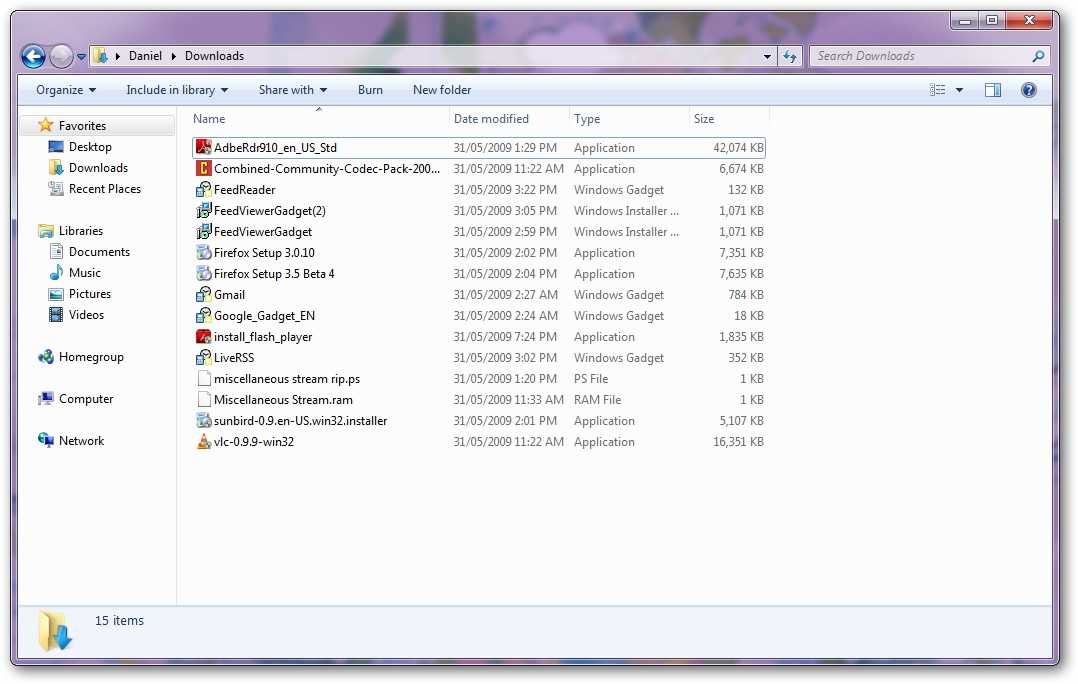 Daniel Downloads Search Downloads
Organize Include in library Share with Burn New folder
Favorites
Desktop
Downloads
Recent Places
Libraries
Documents
Music
Pictures
Videos
Homegroup
Computer
Network
Name Date modified Type Size
AdbeRdr910_en_US_Std 31/05/2009 1:29 PM Application 42,074 KB
Combined-Community-Codec-Pack-200... 31/05/2009 11:22 AM Application 6,674 KB
FeedReader 31/05/2009 3:22 PM Windows Gadget 132 KB
FeedViewerGadget(2) 31/05/2009 3:05 PM Windows Installer ... 1,071 KB
FeedViewerGadget 31/05/2009 2:59 PM Windows Installer ... 1,071 KB
Firefox Setup 3.0.10 31/05/2009 2:02 PM Application 7,351 KB
Firefox Setup 3.5 Beta 4 31/05/2009 2:04 PM Application 7,635 KB
Gmail 31/05/2009 2:27 AM Windows Gadget 784 KB
Google_Gadget_EN 31/05/2009 2:24 AM Windows Gadget 18 KB
install_flash_player 31/05/2009 7:24 PM Application 1,835 KB
LiveRSS 31/05/2009 3:02 PM Windows Gadget 352 KB
miscellaneous stream rip.ps 31/05/2009 1:20 PM PS File 1 KB
Miscellaneous Stream.ram 31/05/2009 11:33 AM RAM File 1 KB
sunbird-0.9.en-US.win32.installer 31/05/2009 2:01 PM Application 5,107 KB
vlc-0.9.9-win32 31/05/2009 11:22 AM Application 16,351 KB
15 items